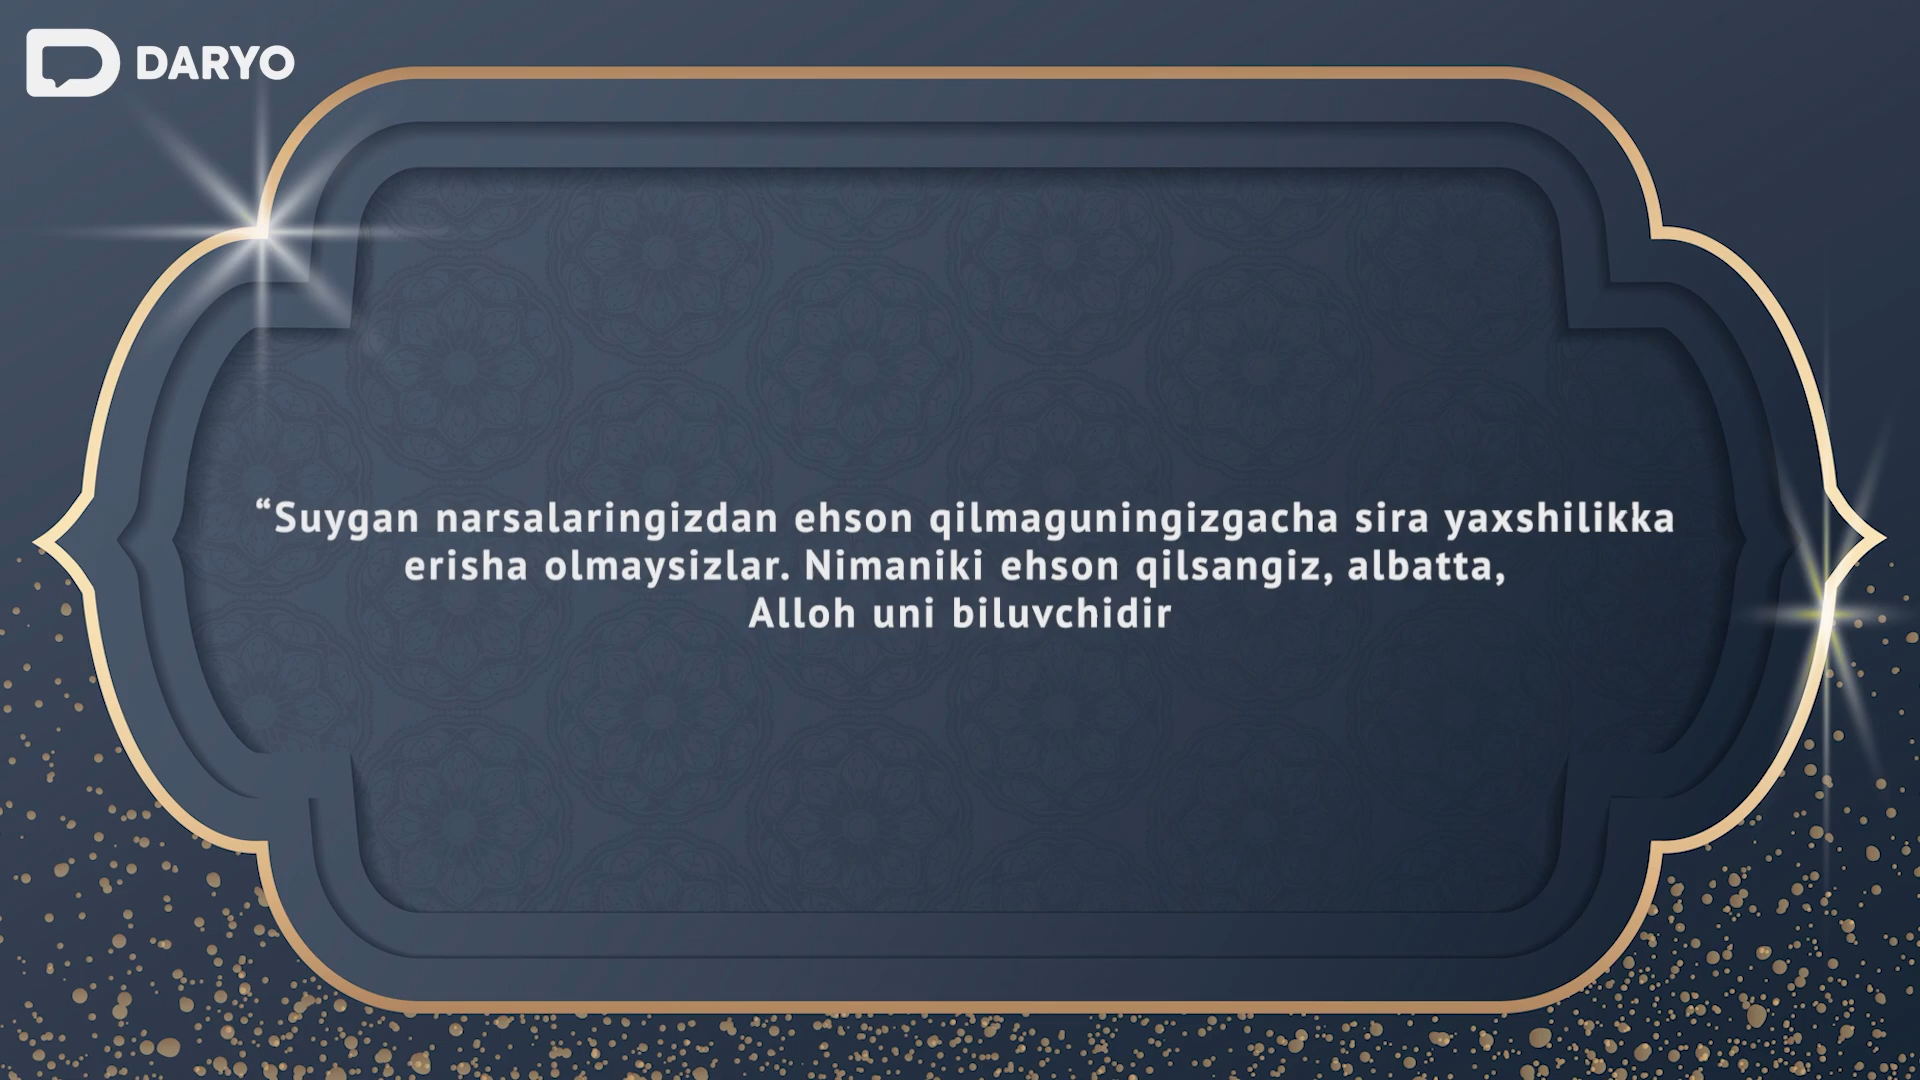 DARYO
“Suygan narsalaringizdan ehson qilmaguningizgacha sira yaxshilikka
erisha olmaysizlar. Nimaniki ehson qilsangiz, albatta,
Alloh uni biluvchidir